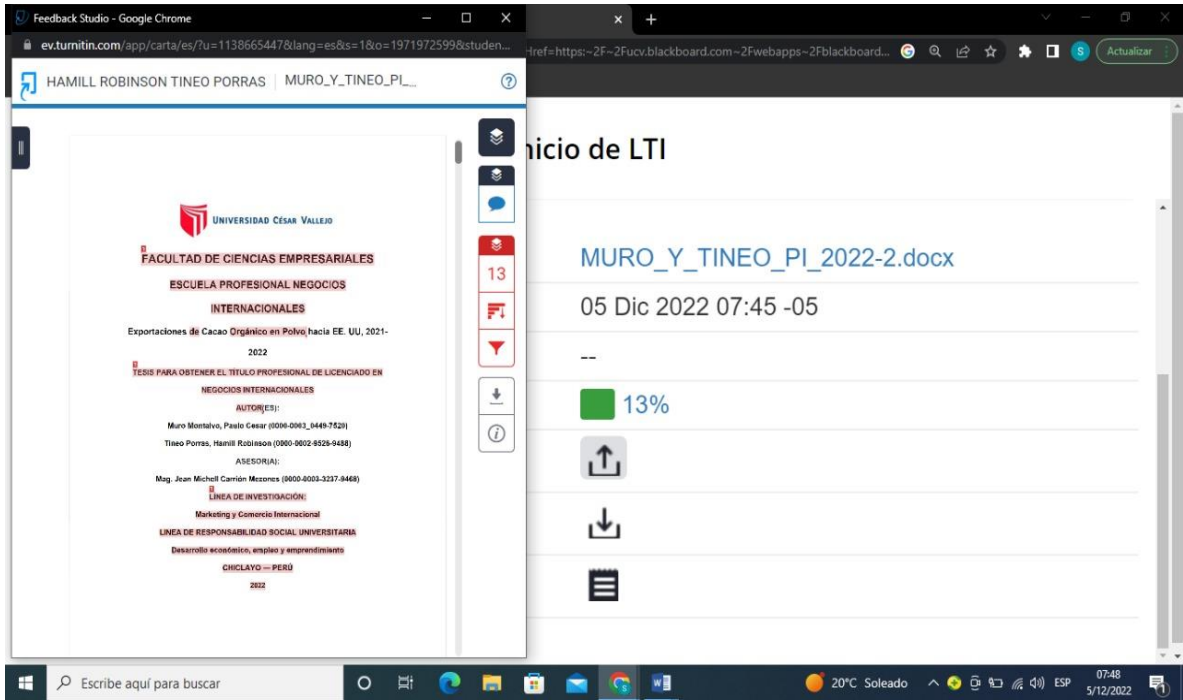 Feedback Studio - Google Chrome
ev.turnitin.com/app/carta/es/?u=1138665447&lang=es&s=1&o=1971972599&studen...
HAMILL ROBINSON TINEO PORRAS | MURO_Y_TINEO_PI_...
?
UNIVERSIDAD CÉSAR VALLEJO
FACULTAD DE CIENCIAS EMPRESARIALES
ESCUELA PROFESIONAL NEGOCIOS
INTERNACIONALES
Exportaciones de Cacao Orgánico en Polvo hacia EE. UU, 2021-
2022
TESIS PARA OBTENER EL TÍTULO PROFESIONAL DE LICENCIADO EN
NEGOCIOS INTERNACIONALES
AUTOR(ES):
Muro Montalvo, Paulo Cesar (0000-0003_0449-7520)
Tineo Porras, Hamill Robinson (0000-0002-9526-9488)
ASESOR(A):
Mag. Jean Michell Carrión Mezones (0000-0003-3237-9468)
LÍNEA DE INVESTIGACIÓN:
Marketing y Comercio Internacional
LINEA DE RESPONSABILIDAD SOCIAL UNIVERSITARIA
Desarrollo económico, empleo y emprendimiento
CHICLAYO — PERÚ
2022
13
Href=https:~2F~2Fucv.blackboard.com~2Fwebapps~2Fblackboard...
S
Actualizar
nicio de LTI
MURO_Y_TINEO_PI_2022-2.docx
05 Dic 2022 07:45 -05
--
13%
Escribe aquí para buscar
20°C Soleado
ESP
07:48
5/12/2022